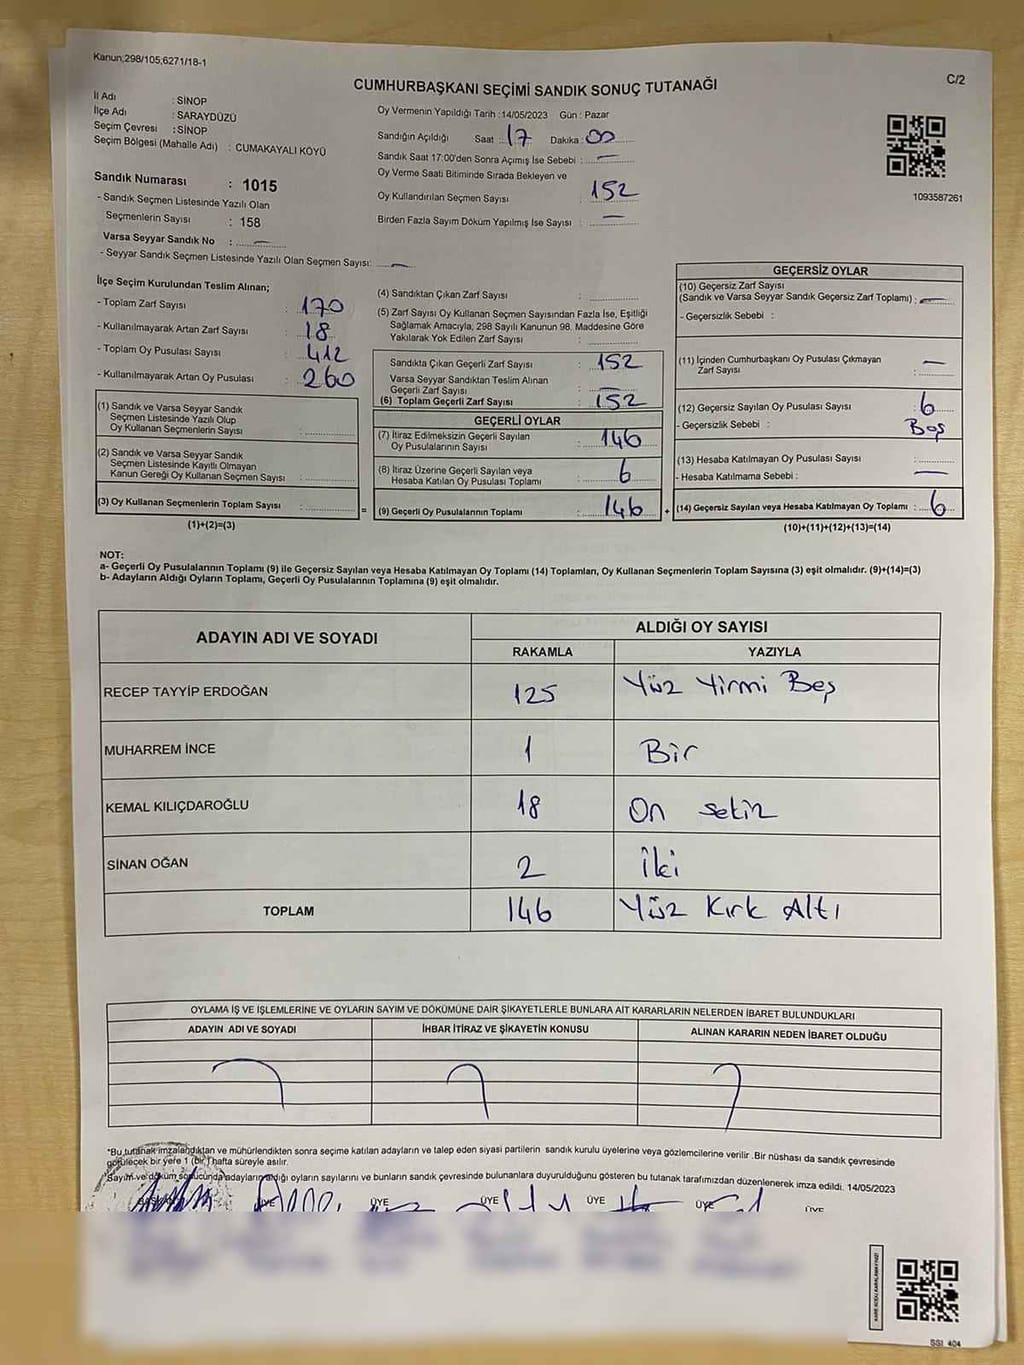 Kanun;298/105,6271/18-1
C/2
CUMHURBAŞKANI SEÇİMİ SANDIK SONUÇ TUTANAĞI
İl Adı : SİNOP
İlçe Adı : SARAYDÜZÜ
Seçim Çevresi : SİNOP
Seçim Bölgesi (Mahalle Adı) : CUMAKAYALI KÖYÜ
Oy Vermenin Yapıldığı Tarih :14/05/2023 Gün : Pazar
Sandığın Açıldığı Saat : 17 Dakika : 00
Sandık Saat 17:00'den Sonra Açımış İse Sebebi : —
Oy Verme Saati Bitiminde Sırada Bekleyen ve
Oy Kullandırılan Seçmen Sayısı : 152
Birden Fazla Sayım Döküm Yapılmış İse Sayısı : —
1093587261
Sandık Numarası : 1015
- Sandık Seçmen Listesinde Yazılı Olan
Seçmenlerin Sayısı : 158
Varsa Seyyar Sandık No : —
- Seyyar Sandık Seçmen Listesinde Yazılı Olan Seçmen Sayısı: —
İlçe Seçim Kurulundan Teslim Alınan;
- Toplam Zarf Sayısı : 170
- Kullanılmayarak Artan Zarf Sayısı : 18
- Toplam Oy Pusulası Sayısı : 412
- Kullanılmayarak Artan Oy Pusulası : 260
(1) Sandık ve Varsa Seyyar Sandık
Seçmen Listesinde Yazılı Olup
Oy Kullanan Seçmenlerin Sayısı :
(2) Sandık ve Varsa Seyyar Sandık
Seçmen Listesinde Kayıtlı Olmayan
Kanun Gereği Oy Kullanan Seçmen Sayısı :
(3) Oy Kullanan Seçmenlerin Toplam Sayısı :
(1)+(2)=(3)
=
(4) Sandıktan Çıkan Zarf Sayısı :
(5) Zarf Sayısı Oy Kullanan Seçmen Sayısından Fazla İse, Eşitliği
Sağlamak Amacıyla, 298 Sayılı Kanunun 98. Maddesine Göre
Yakılarak Yok Edilen Zarf Sayısı :
Sandıkta Çıkan Geçerli Zarf Sayısı : 152
Varsa Seyyar Sandıktan Teslim Alınan
Geçerli Zarf Sayısı : —
(6) Toplam Geçerli Zarf Sayısı : 152
GEÇERLİ OYLAR
(7) İtiraz Edilmeksizin Geçerli Sayılan
Oy Pusulalarının Sayısı : 146
(8) İtiraz Üzerine Geçerli Sayılan veya
Hesaba Katılan Oy Pusulası Toplamı : 6
(9) Geçerli Oy Pusulalarının Toplamı : 146
+
GEÇERSİZ OYLAR
(10) Geçersiz Zarf Sayısı
(Sandık ve Varsa Seyyar Sandık Geçersiz Zarf Toplamı) : —
- Geçersizlik Sebebi :
(11) İçinden Cumhurbaşkanı Oy Pusulası Çıkmayan
Zarf Sayısı : —
(12) Geçersiz Sayılan Oy Pusulası Sayısı : 6
- Geçersizlik Sebebi : Boş
(13) Hesaba Katılmayan Oy Pusulası Sayısı :
- Hesaba Katılmama Sebebi : —
(14) Geçersiz Sayılan veya Hesaba Katılmayan Oy Toplamı : 6
(10)+(11)+(12)+(13)=(14)
NOT:
a- Geçerli Oy Pusulalarının Toplamı (9) ile Geçersiz Sayılan veya Hesaba Katılmayan Oy Toplamı (14) Toplamları, Oy Kullanan Seçmenlerin Toplam Sayısına (3) eşit olmalıdır. (9)+(14)=(3)
b- Adayların Aldığı Oyların Toplamı, Geçerli Oy Pusulalarının Toplamına (9) eşit olmalıdır.
ADAYIN ADI VE SOYADI
ALDIĞI OY SAYISI
RAKAMLA YAZIYLA
RECEP TAYYİP ERDOĞAN 125 Yüz Yirmi Beş
MUHARREM İNCE 1 Bir
KEMAL KILIÇDAROĞLU 18 On sekiz
SİNAN OĞAN 2 İki
TOPLAM 146 Yüz Kırk Altı
OYLAMA İŞ VE İŞLEMLERİNE VE OYLARIN SAYIM VE DÖKÜMÜNE DAİR ŞİKAYETLERLE BUNLARA AİT KARARLARIN NELERDEN İBARET BULUNDUKLARI
ADAYIN ADI VE SOYADI İHBAR İTİRAZ VE ŞİKAYETİN KONUSU ALINAN KARARIN NEDEN İBARET OLDUĞU
*Bu tutanak imzalandıktan ve mühürlendikten sonra seçime katılan adayların ve talep eden siyasi partilerin sandık kurulu üyelerine veya gözlemcilerine verilir .Bir nüshası da sandık çevresinde
görülecek bir yere 1 (bir) hafta süreyle asılır.
Sayım ve döküm sonucunda adayların aldığı oyların sayılarını ve bunların sandık çevresinde bulunanlara duyurulduğunu gösteren bu tutanak tarafımızdan düzenlenerek imza edildi. 14/05/2023
BAŞKAN ÜYE ÜYE ÜYE ÜYE ÜYE ÜYE
SSI_404